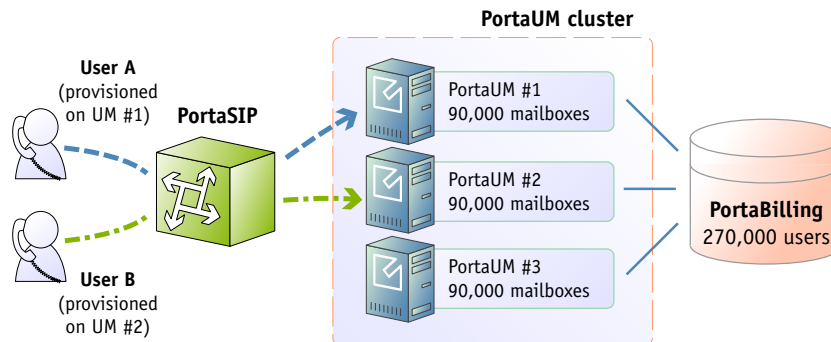 PortaUM cluster
User A
(provisioned
on UM #1)
PortaSIP
PortaUM #1
90,000 mailboxes
PortaUM #2
90,000 mailboxes
PortaBilling
270,000 users
User B
(provisioned
on UM #2)
PortaUM #3
90,000 mailboxes